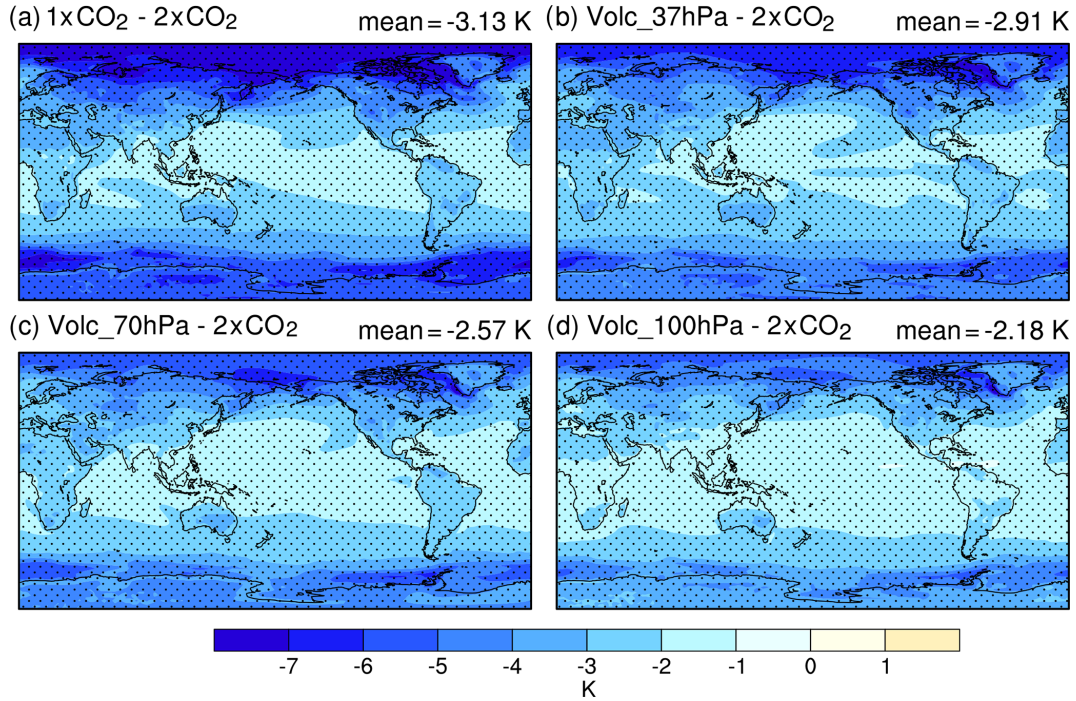 (a) 1xCO₂ - 2xCO₂ mean=-3.13 K
(b) Volc_37hPa - 2xCO₂ mean=-2.91 K
(c) Volc_70hPa - 2xCO₂ mean=-2.57 K
(d) Volc_100hPa - 2xCO₂ mean=-2.18 K
-7 -6 -5 -4 -3 -2 -1 0 1
K